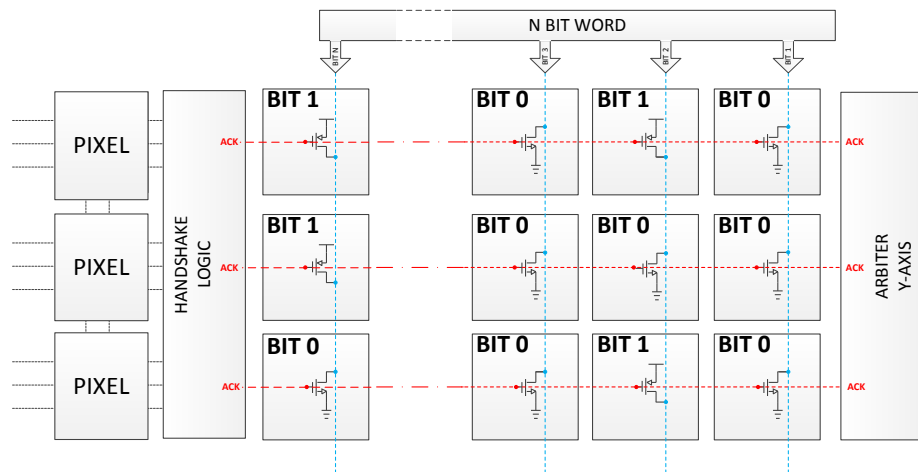 N BIT WORD
BIT N
BIT 3
BIT 2
BIT 1
BIT 1
BIT 0
BIT 1
BIT 0
PIXEL
ACK
ACK
BIT 1
BIT 0
BIT 0
BIT 0
PIXEL
HANDSHAKE
LOGIC
ACK
ACK
ARBITER
Y-AXIS
BIT 0
BIT 0
BIT 1
BIT 0
PIXEL
ACK
ACK